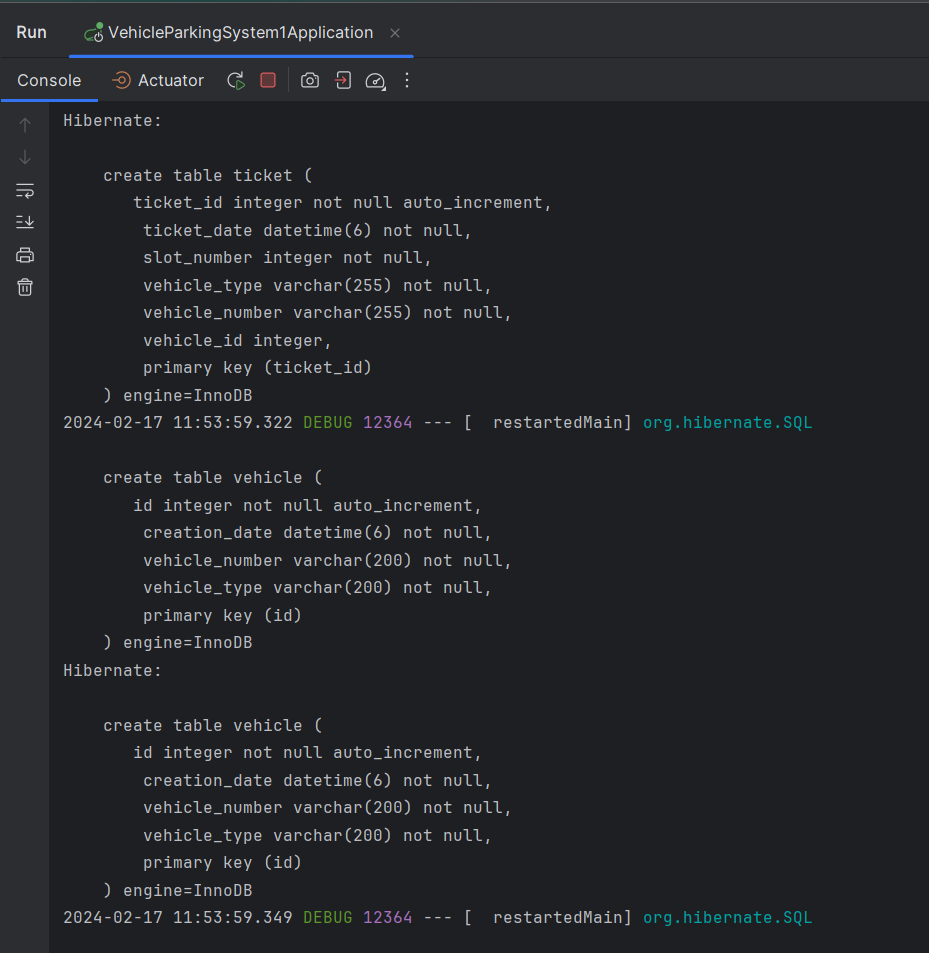 Run VehicleParkingSystem1Application
Console Actuator
Hibernate:
create table ticket (
ticket_id integer not null auto_increment,
ticket_date datetime(6) not null,
slot_number integer not null,
vehicle_type varchar(255) not null,
vehicle_number varchar(255) not null,
vehicle_id integer,
primary key (ticket_id)
) engine=InnoDB
2024-02-17 11:53:59.322 DEBUG 12364 --- [  restartedMain] org.hibernate.SQL
create table vehicle (
id integer not null auto_increment,
creation_date datetime(6) not null,
vehicle_number varchar(200) not null,
vehicle_type varchar(200) not null,
primary key (id)
) engine=InnoDB
Hibernate:
create table vehicle (
id integer not null auto_increment,
creation_date datetime(6) not null,
vehicle_number varchar(200) not null,
vehicle_type varchar(200) not null,
primary key (id)
) engine=InnoDB
2024-02-17 11:53:59.349 DEBUG 12364 --- [  restartedMain] org.hibernate.SQL